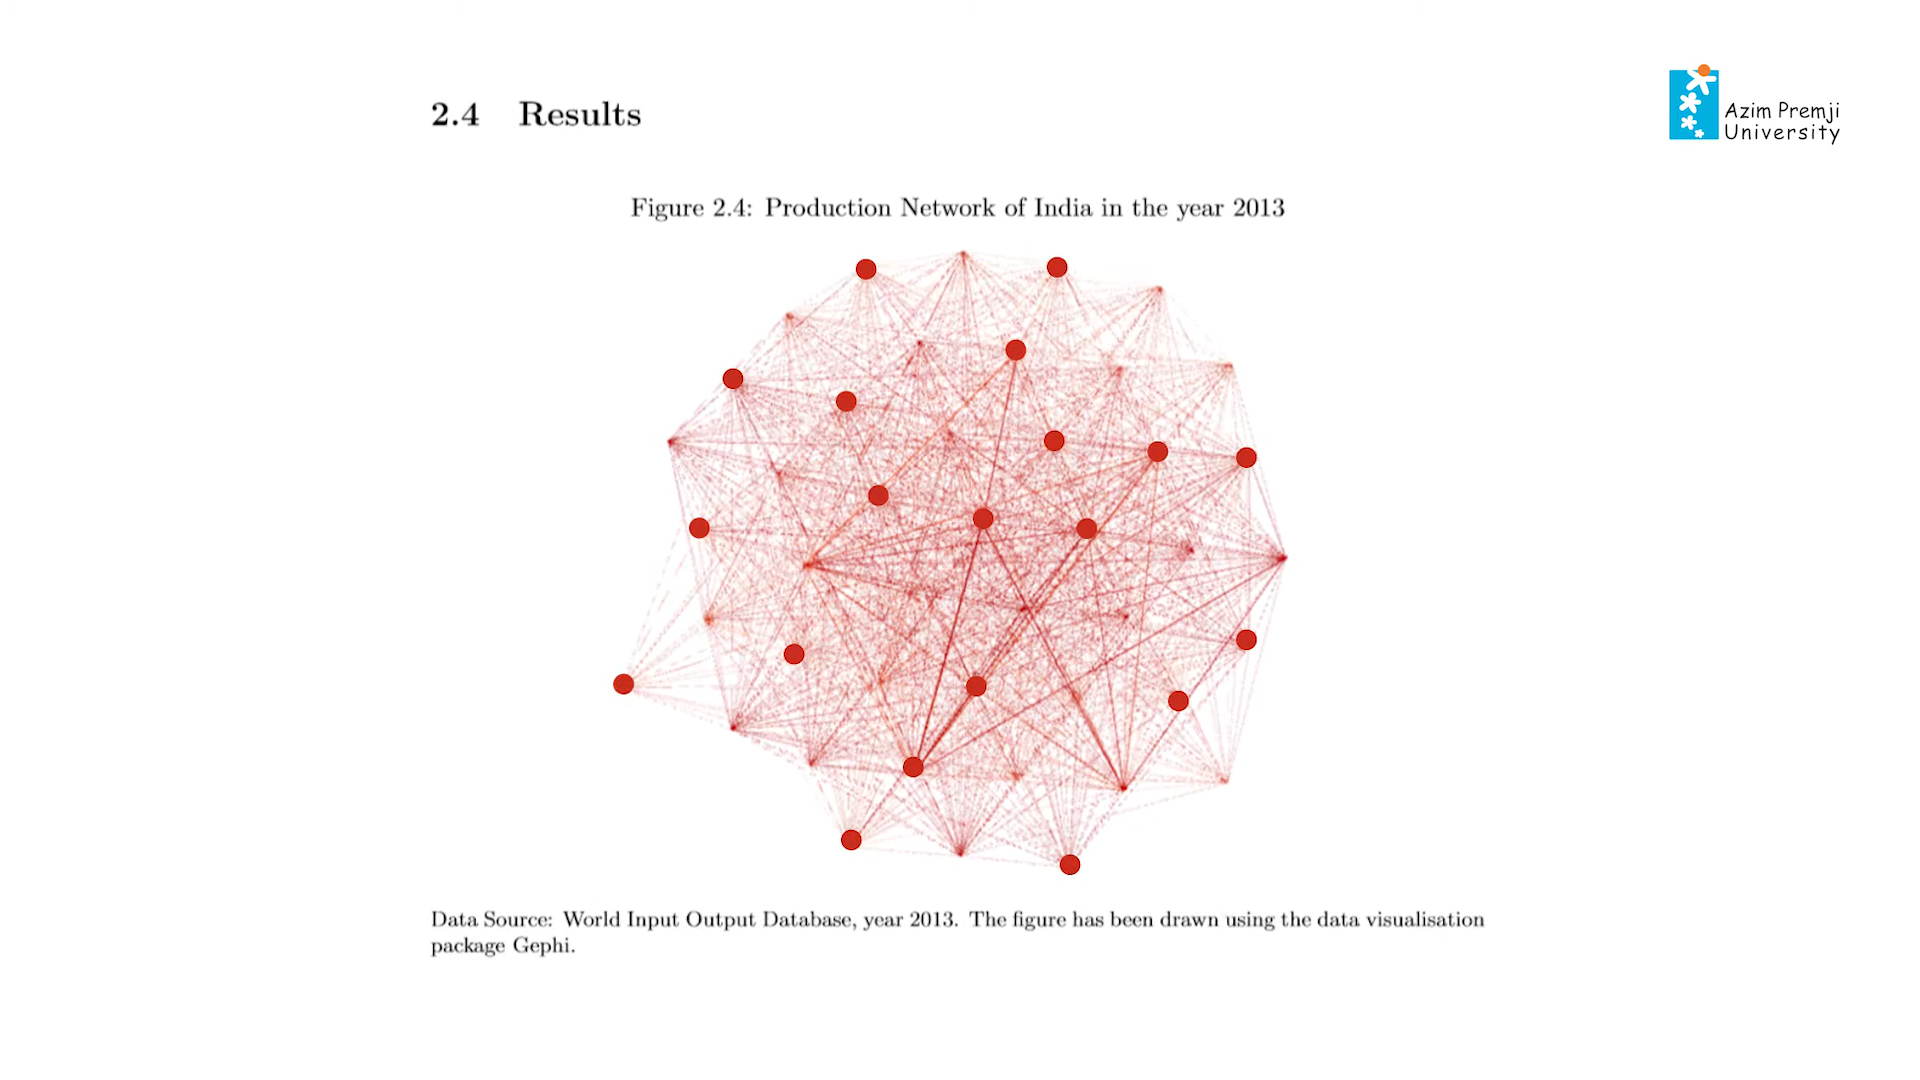 2.4 Results
Azim Premji
University
Figure 2.4: Production Network of India in the year 2013
Data Source: World Input Output Database, year 2013. The figure has been drawn using the data visualisation
package Gephi.